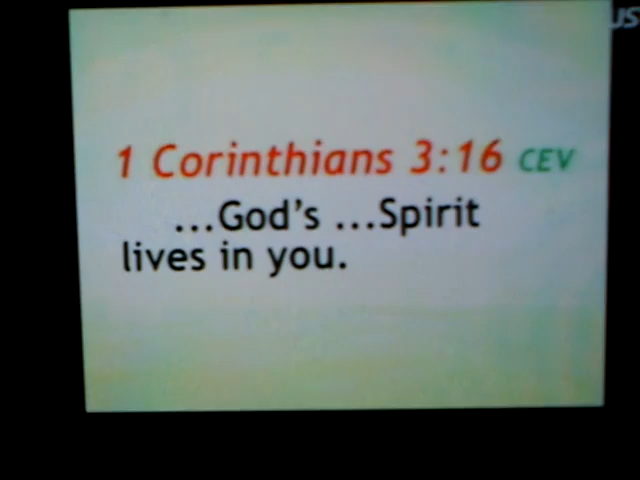 1 Corinthians 3:16 CEV
...God's ...Spirit
lives in you.